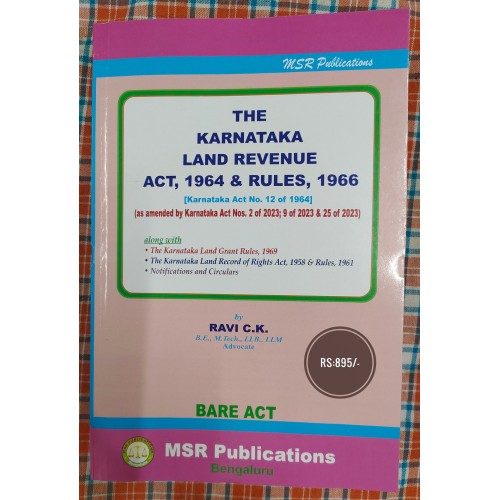 MSR Publications
THE
KARNATAKA
LAND REVENUE
ACT, 1964 & RULES, 1966
[Karnataka Act No. 12 of 1964]
(as amended by Karnataka Act Nos. 2 of 2023; 9 of 2023 & 25 of 2023)
along with
• The Karnataka Land Grant Rules, 1969
• The Karnataka Land Record of Rights Act, 1958 & Rules, 1961
• Notifications and Circulars
by
RAVI C.K.
B.E., M.Tech., LLB., LLM
Advocate
RS:895/-
BARE ACT
MSR Publications
Bengaluru